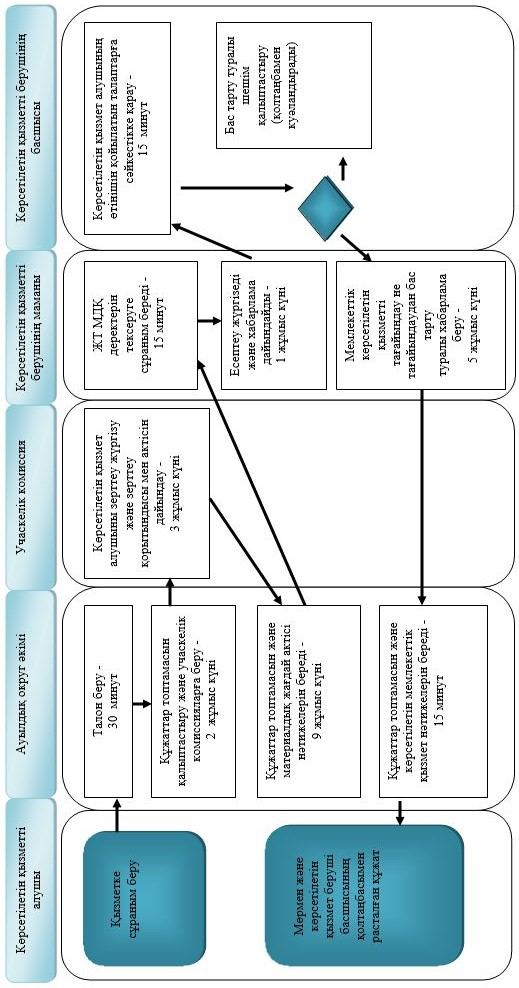 Көрсетілетін қызметті
алушы
Ауылдық округ әкімі
Учаскелік комиссия
Көрсетілетін қызметті
берушінің маманы
Көрсетілетін қызметті берушінің
басшысы
Қызметке
сұраным беру
Мөрмен және
көрсетілетін
қызмет беруші
басшысының
қолтаңбасымен
расталған құжат
Талон беру -
30 минут
Құжаттар топтамасын
қалыптастыру және учаскелік
комиссияларға беру -
2 жұмыс күні
Құжаттар топтамасын және
материалдық жағдай актісі
нәтижелерін береді -
9 жұмыс күні
Құжаттар топтамасын және
көрсетілетін мемлекеттік
қызмет нәтижелерін береді -
15 минут
Көрсетілетін қызмет
алушыны зерттеу жүргізу
және зерттеу
қорытындысы мен актісін
дайындау -
3 жұмыс күні
ЖТ МДК
деректерін
тексеруге
сұраным береді -
15 минут
Есептеу жүргізеді
және хабарлама
дайындайды -
1 жұмыс күні
Мемлекеттік
көрсетілетін
қызметті
тағайындау не
тағайындаудан бас
тарту
туралы хабарлама
беру -
5 жұмыс күні
Көрсетілетін қызмет алушының
өтінішін қойылатын талаптарға
сәйкестікке қарау -
15 минут
Бас тарту туралы
шешім
қалыптастыру
(қолтаңбамен
куәландырады)